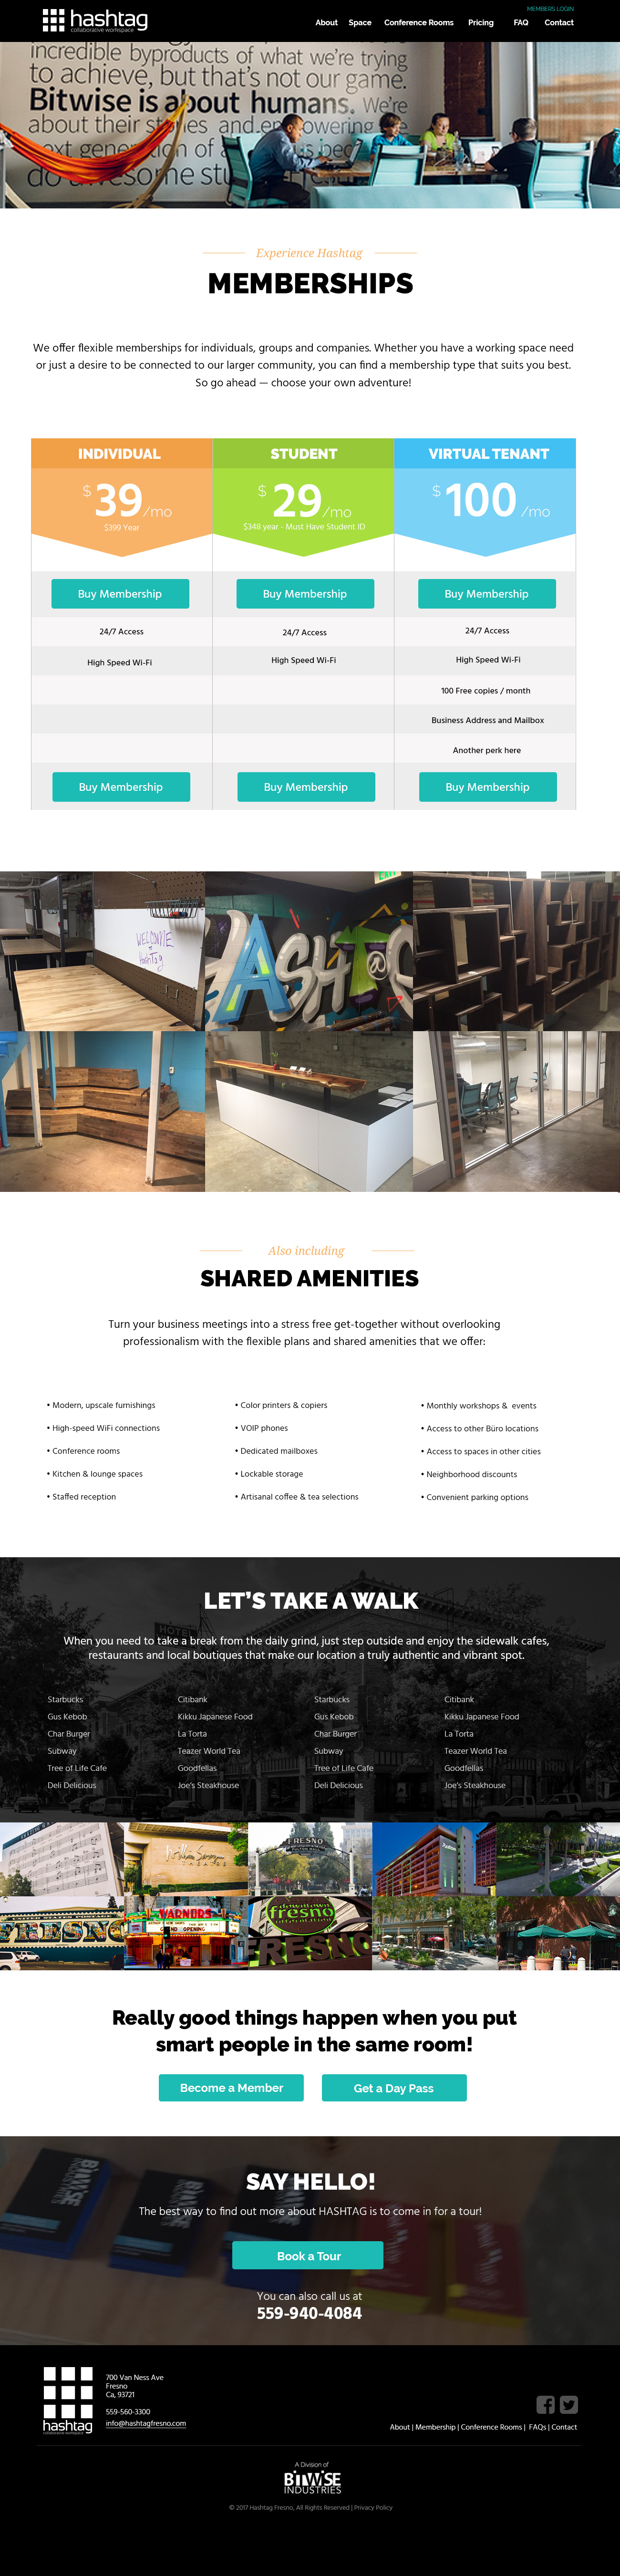 hashtag
collaborative workspace
MEMBERS LOGIN
About Space Conference Rooms Pricing FAQ Contact
incredible byproducts of what we're trying
to achieve, but that's not
Bitwise is about humans. We're
about their stories and empowering
next generation of
do awesome stu
Experience Hashtag
MEMBERSHIPS
We offer flexible memberships for individuals, groups and companies. Whether you have a working space need
or just a desire to be connected to our larger community, you can find a membership type that suits you best.
So go ahead — choose your own adventure!
INDIVIDUAL
$39/mo
$399 Year
Buy Membership
24/7 Access
High Speed Wi-Fi
Buy Membership
STUDENT
$29/mo
$348 year - Must Have Student ID
Buy Membership
24/7 Access
High Speed Wi-Fi
Buy Membership
VIRTUAL TENANT
$100/mo
Buy Membership
24/7 Access
High Speed Wi-Fi
100 Free copies / month
Business Address and Mailbox
Another perk here
Buy Membership
WELCOME
to
HashTag
EXIT
ASHT@G
Also including
SHARED AMENITIES
Turn your business meetings into a stress free get-together without overlooking
professionalism with the flexible plans and shared amenities that we offer:
• Modern, upscale furnishings
• High-speed WiFi connections
• Conference rooms
• Kitchen & lounge spaces
• Staffed reception
• Color printers & copiers
• VOIP phones
• Dedicated mailboxes
• Lockable storage
• Artisanal coffee & tea selections
• Monthly workshops & events
• Access to other Büro locations
• Access to spaces in other cities
• Neighborhood discounts
• Convenient parking options
LET'S TAKE A WALK
HOTEL
When you need to take a break from the daily grind, just step outside and enjoy the sidewalk cafes,
restaurants and local boutiques that make our location a truly authentic and vibrant spot.
Starbucks
Gus Kebob
Char Burger
Subway
Tree of Life Cafe
Deli Delicious
Citibank
Kikku Japanese Food
La Torta
Teazer World Tea
Goodfellas
Joe's Steakhouse
Starbucks
Gus Kebob
Char Burger
Subway
Tree of Life Cafe
Deli Delicious
Citibank
Kikku Japanese Food
La Torta
Teazer World Tea
Goodfellas
Joe's Steakhouse
FRESNO
FRESNO
WARNORS
GRAND OPENING
downtown
fresno
FRESNO
Really good things happen when you put
smart people in the same room!
Become a Member
Get a Day Pass
SAY HELLO!
The best way to find out more about HASHTAG is to come in for a tour!
Book a Tour
You can also call us at
559-940-4084
hashtag
collaborative workspace
700 Van Ness Ave
Fresno
Ca, 93721
559-560-3300
info@hashtagfresno.com
About | Membership | Conference Rooms | FAQs | Contact
A Division of
BITWISE
INDUSTRIES
© 2017 Hashtag Fresno, All Rights Reserved | Privacy Policy